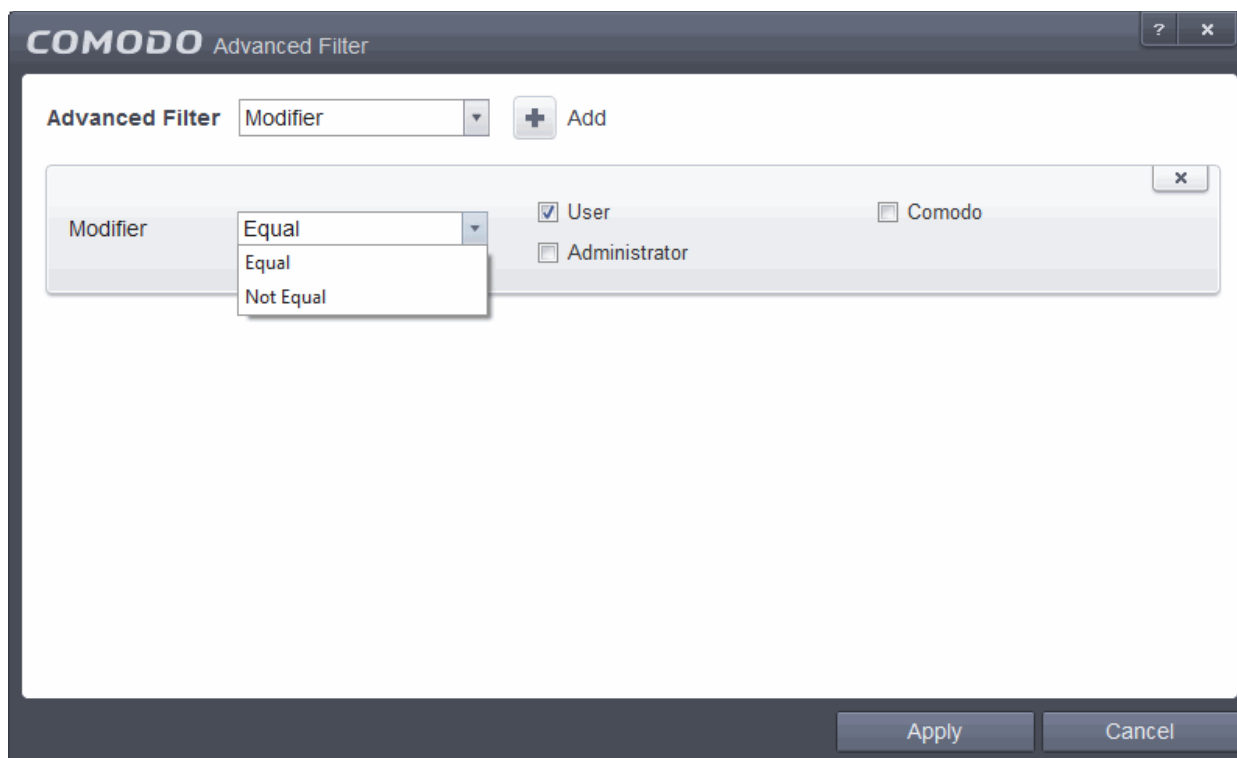 COMODO Advanced Filter
? x
Advanced Filter Modifier + Add
x
Modifier Equal User Comodo
Equal Administrator
Not Equal
Apply Cancel